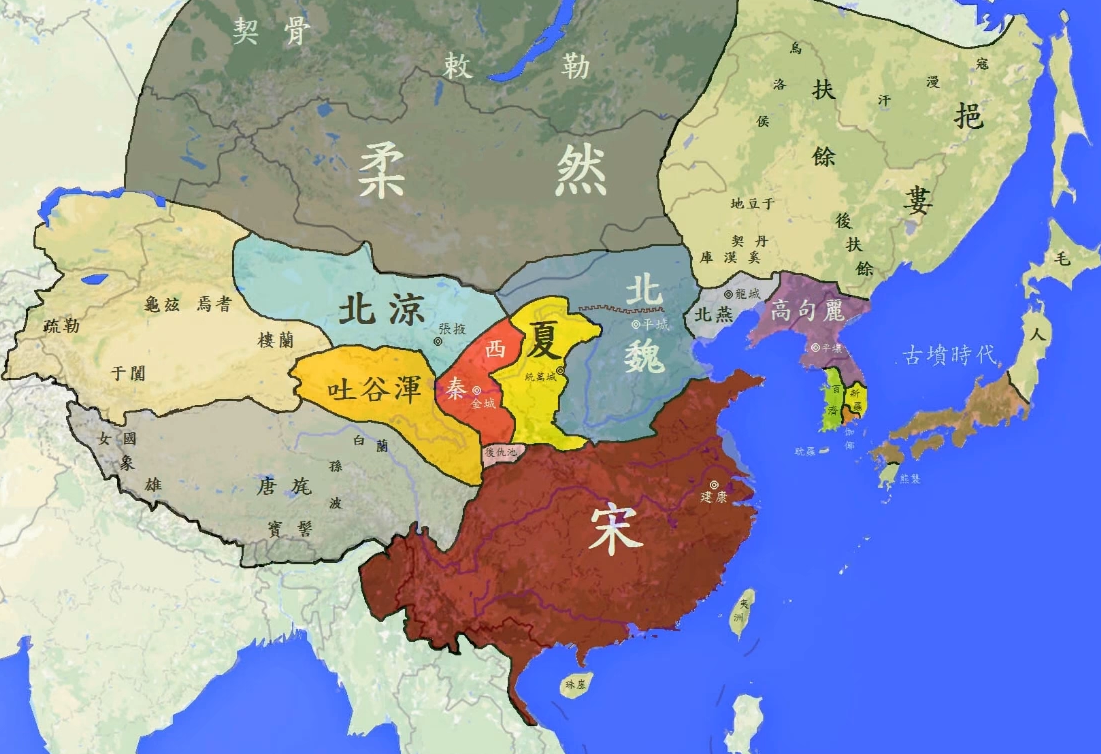 契骨
敕勒
柔然
烏洛侯
扶餘
汗
漫
寇
挹婁
地豆于
契丹
庫漠奚
後扶餘
毛人
龜茲
焉耆
疏勒
樓蘭
于闐
北涼
張掖
西秦
金城
夏
統萬城
北魏
平城
北燕
龍城
高句麗
平壤
百濟
新羅
古墳時代
耽羅
熊襲
吐谷渾
後仇池
女國
象雄
白蘭
孫波
唐旄
寶髻
宋
建康
夷洲
珠崖